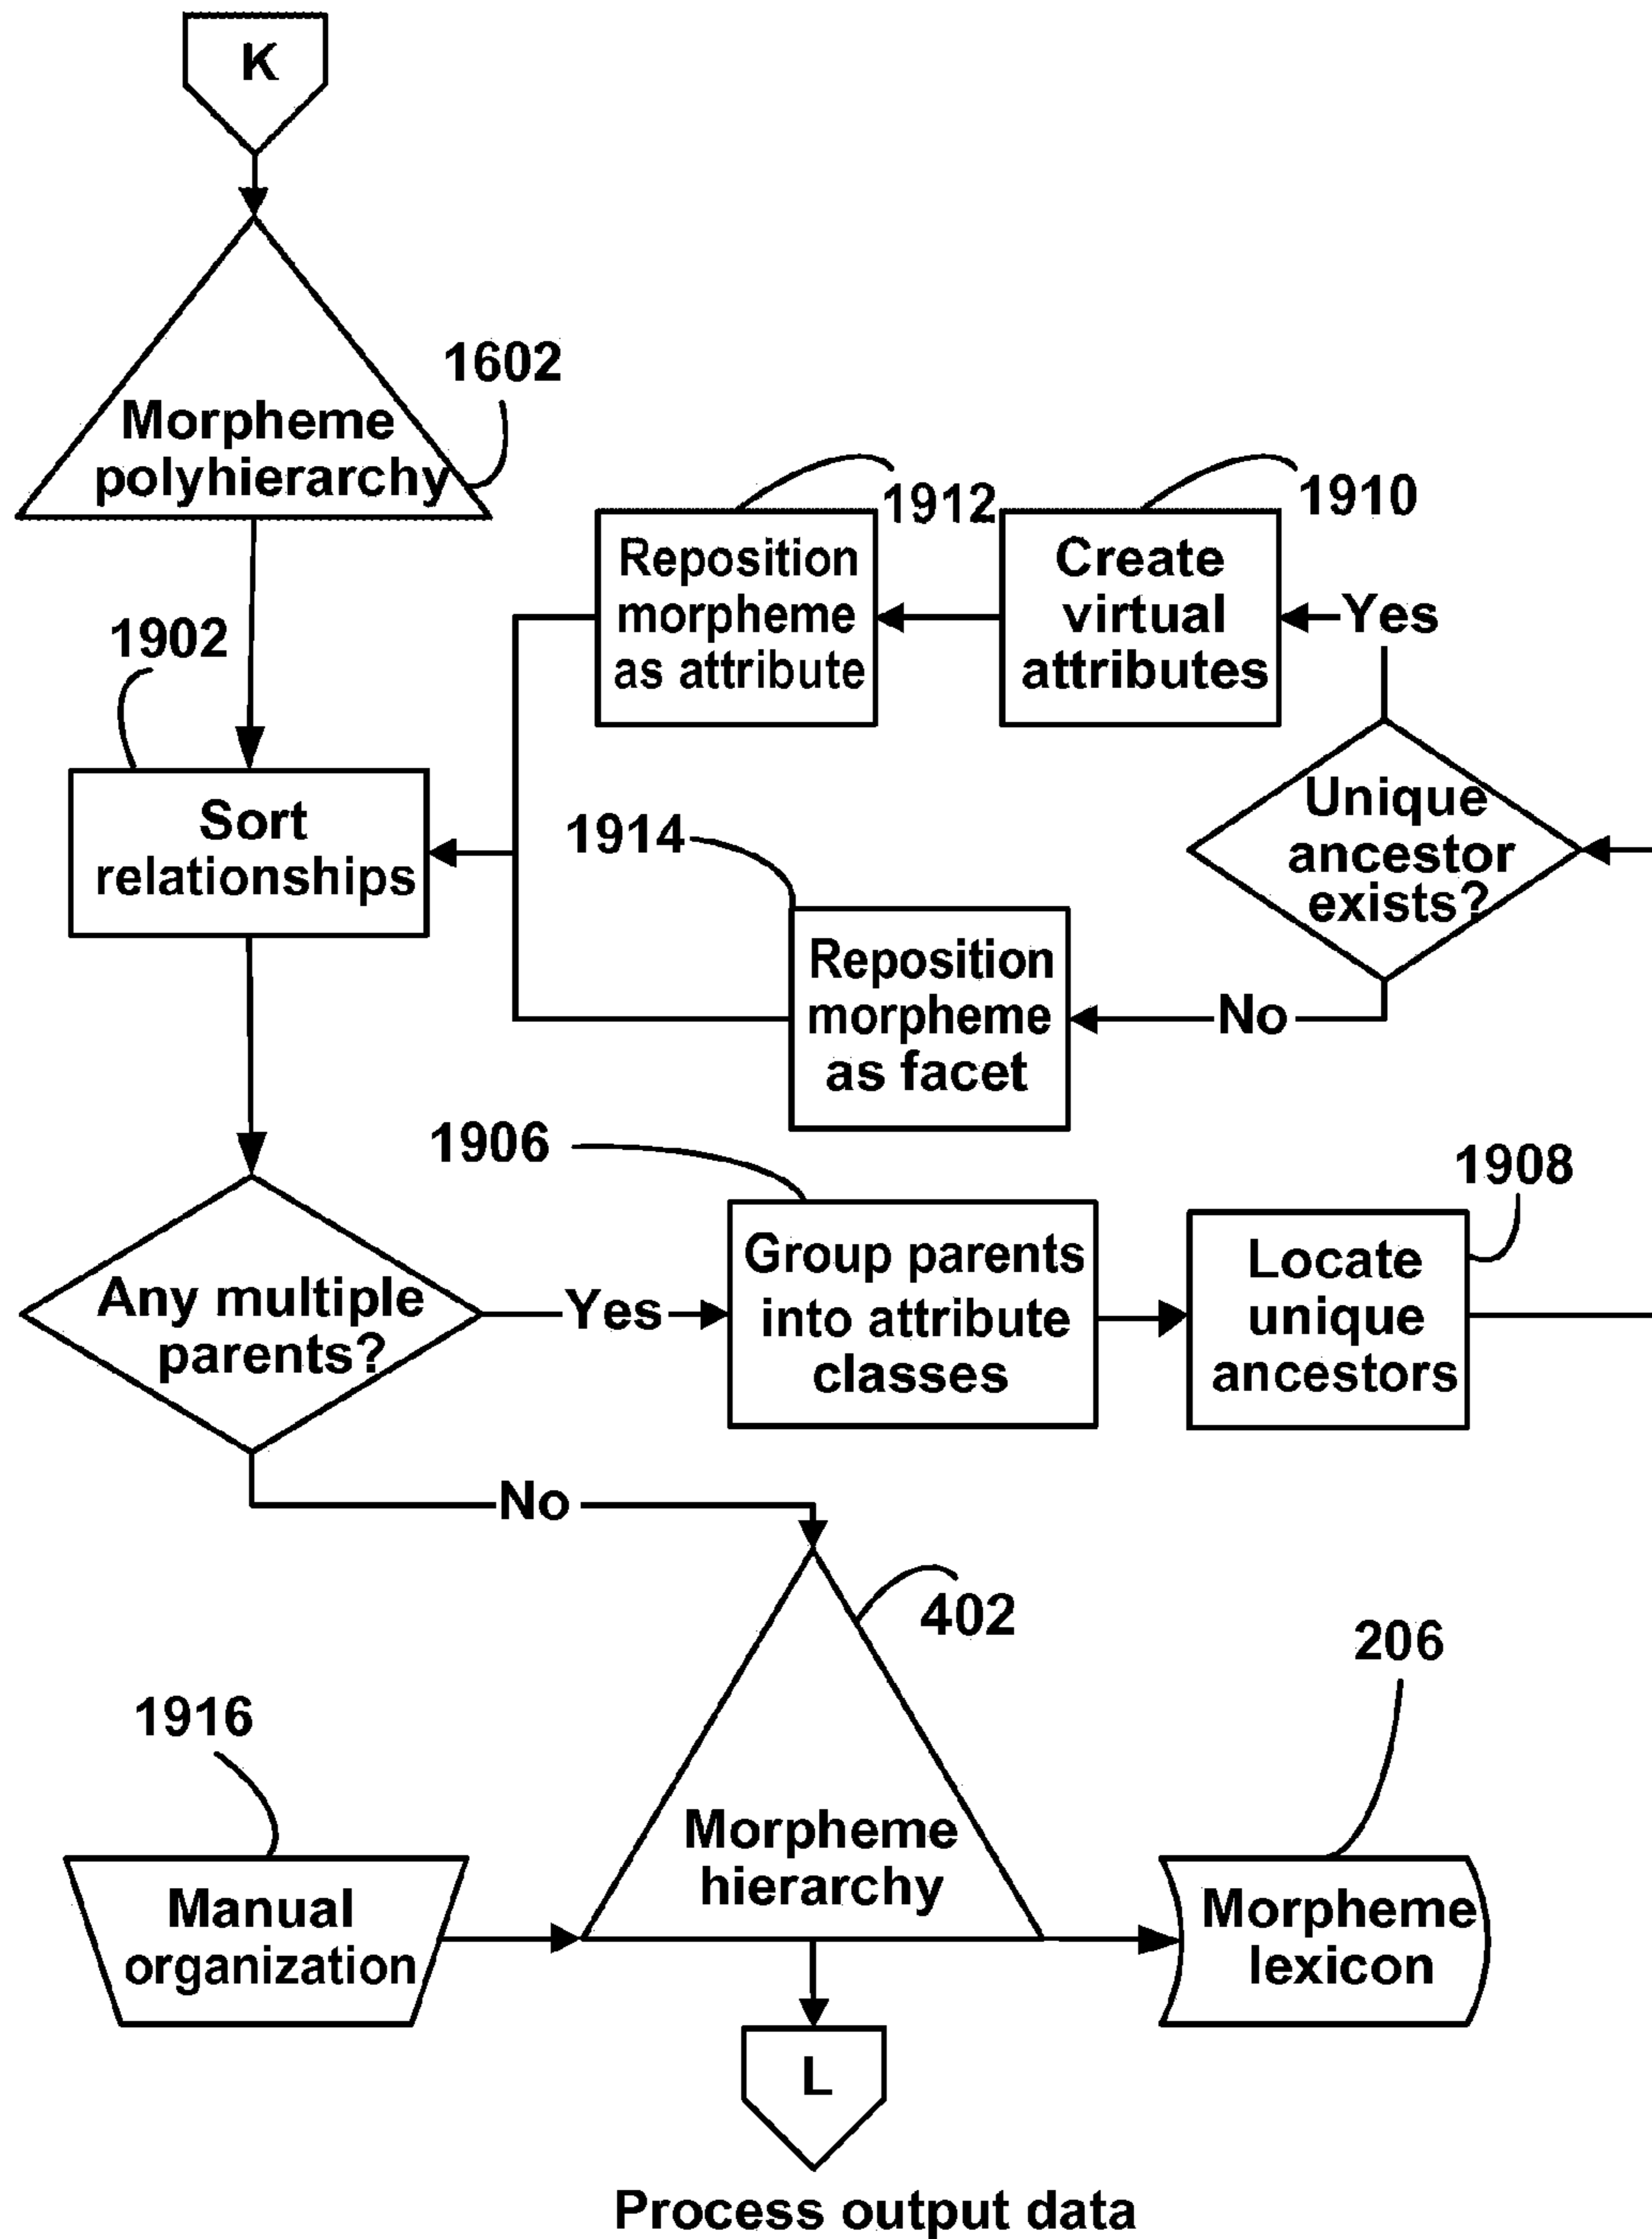 K
1602
Morpheme
polyhierarchy
1912
1910
Reposition
morpheme
as attribute
Create
virtual
attributes
Yes
1902
Sort
relationships
1914
Unique
ancestor
exists?
Reposition
morpheme
as facet
No
1906
1908
Any multiple
parents?
Yes
Group parents
into attribute
classes
Locate
unique
ancestors
No
402
206
1916
Morpheme
hierarchy
Manual
organization
Morpheme
lexicon
L
Process output data